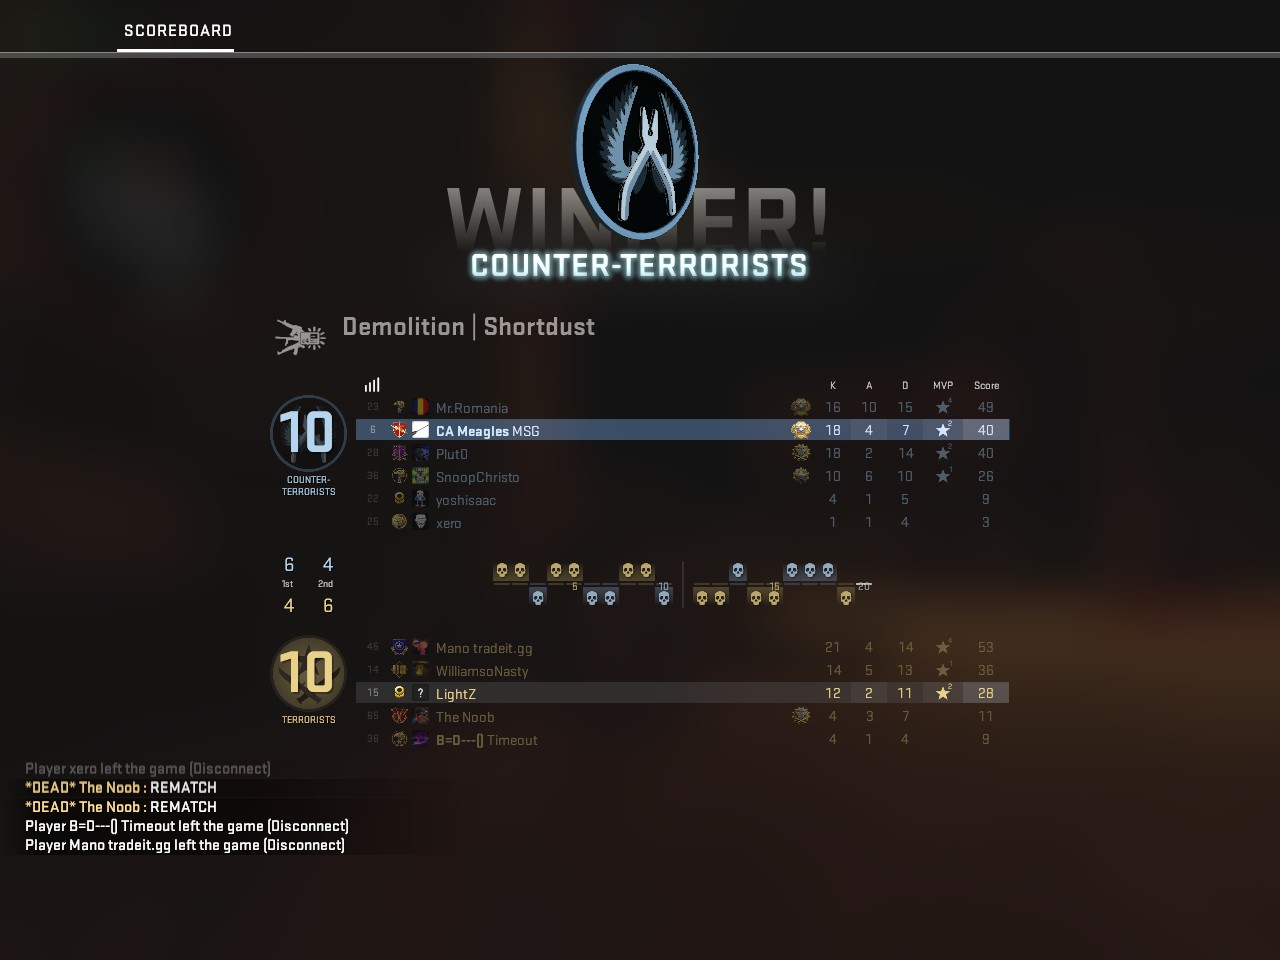 SCOREBOARD
WINNER!
COUNTER-TERRORISTS
Demolition | Shortdust
K A D MVP Score
23 Mr.Romania 16 10 15 4 49
6 CA Meagles MSG 18 4 7 2 40
28 Plut0 18 2 14 2 40
36 SnoopChristo 10 6 10 1 26
22 yoshisaac 4 1 5 9
25 xero 1 1 4 3
10
COUNTER-
TERRORISTS
6 4
1st 2nd
4 6
5 10 15 20
10
TERRORISTS
45 Mano tradeit.gg 21 4 14 4 53
14 WilliamsoNasty 14 5 13 1 36
15 ? LightZ 12 2 11 2 28
65 The Noob 4 3 7 11
36 B=D---() Timeout 4 1 4 9
Player xero left the game (Disconnect)
*DEAD* The Noob : REMATCH
*DEAD* The Noob : REMATCH
Player B=D---() Timeout left the game (Disconnect)
Player Mano tradeit.gg left the game (Disconnect)